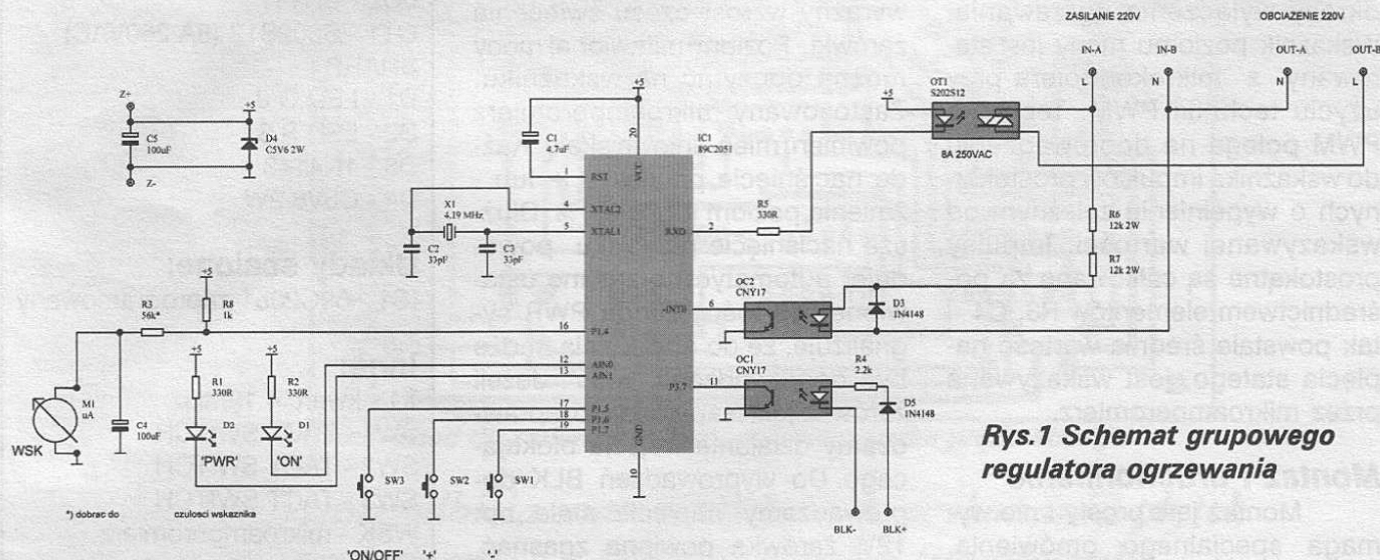 ZASILANIE 220V
OBCIAZENIE 220V
IN-A
IN-B
OUT-A
OUT-B
L
N
N
L
Z+
+5
C5
100uF
D4
C5V6 2W
Z-
+5
C1
4.7uF
20
VCC
IC1
89C2051
1
RST
X1
4.19 MHz
4
XTAL2
5
XTAL1
C2
33pF
C3
33pF
RXD
2
R5
330R
+5
OT1
S202S12
8A 250VAC
R6
12k 2W
R7
12k 2W
-INT0
6
OC2
CNY17
D3
1N4148
P3.7
11
OC1
CNY17
R4
2.2k
D5
1N4148
BLK-
BLK+
+5
R3
56k*
R8
1k
16
P1.4
M1
uA
WSK
C4
100uF
+5
R1
330R
D2
'PWR'
+5
R2
330R
D1
'ON'
12
AIN0
13
AIN1
17
P1.5
18
P1.6
19
P1.7
GND
10
SW3
SW2
SW1
'ON/OFF'
'+'
'-'
*) dobrac do
czulosci wskaznika
Rys.1 Schemat grupowego
regulatora ogrzewania